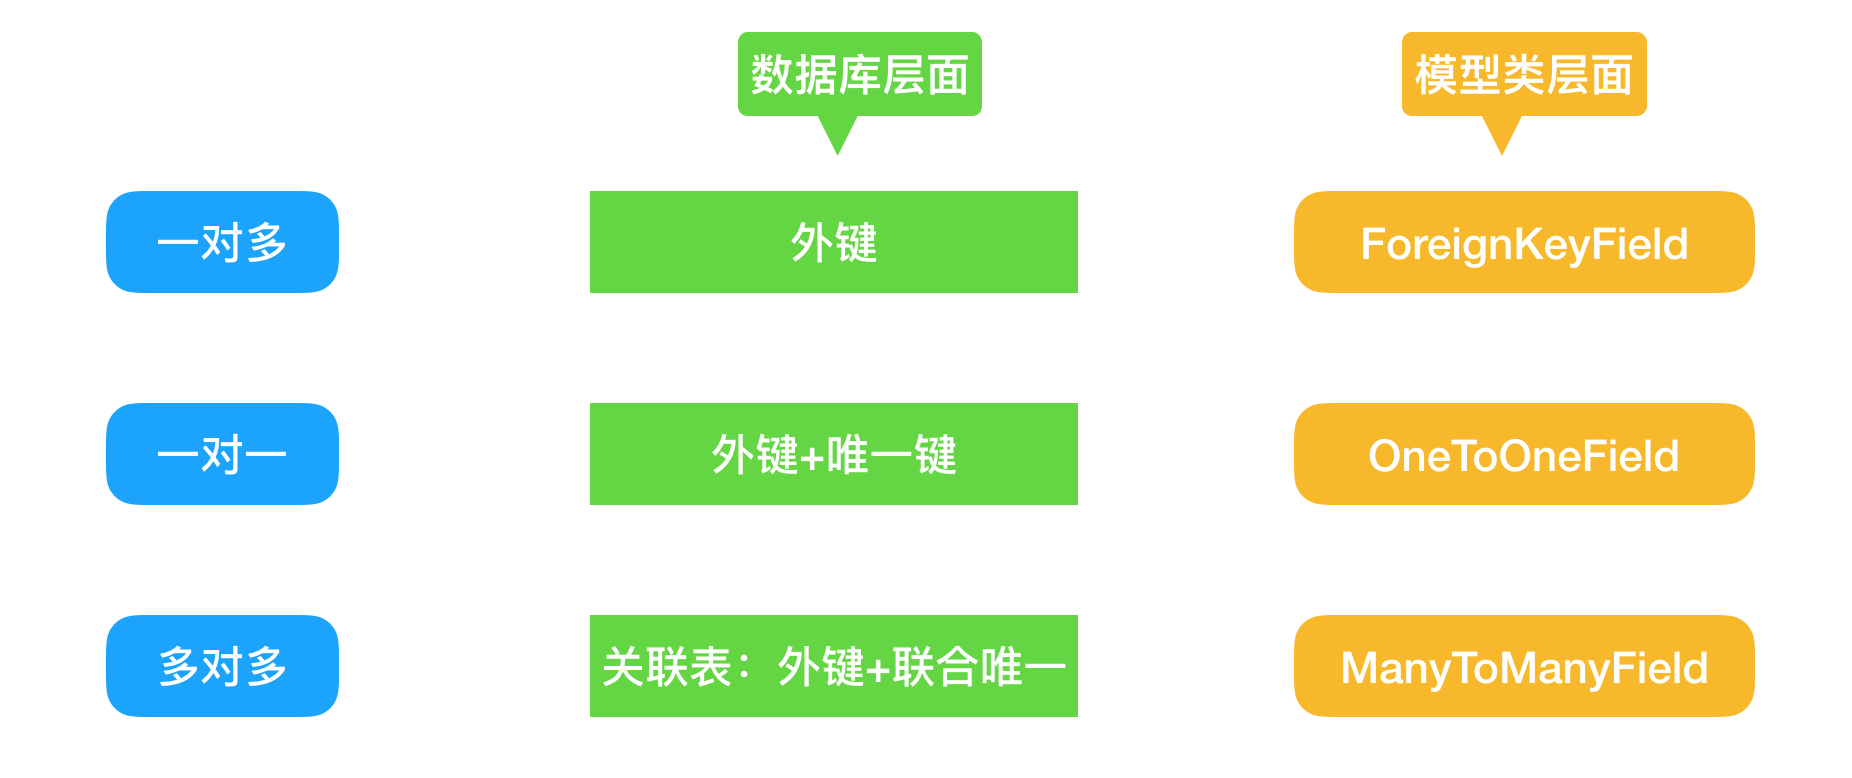 数据库层面
模型类层面
一对多
外键
ForeignKeyField
一对一
外键+唯一键
OneToOneField
多对多
关联表：外键+联合唯一
ManyToManyField